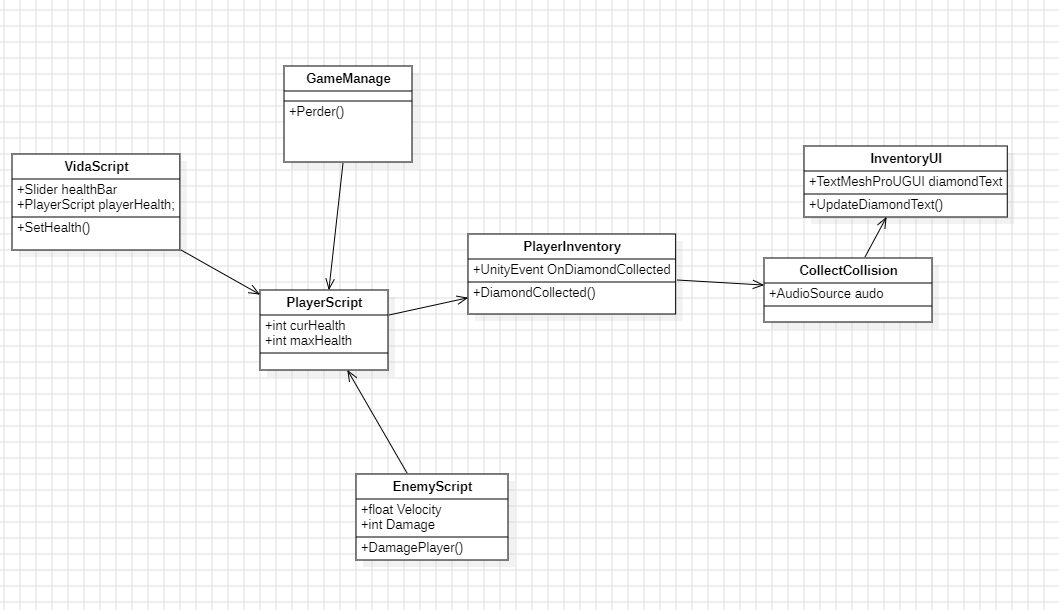 GameManage
+Perder()
VidaScript
+Slider healthBar
+PlayerScript playerHealth;
+SetHealth()
InventoryUI
+TextMeshProUGUI diamondText
+UpdateDiamondText()
PlayerInventory
+UnityEvent OnDiamondCollected
+DiamondCollected()
CollectCollision
+AudioSource audo
PlayerScript
+int curHealth
+int maxHealth
EnemyScript
+float Velocity
+int Damage
+DamagePlayer()